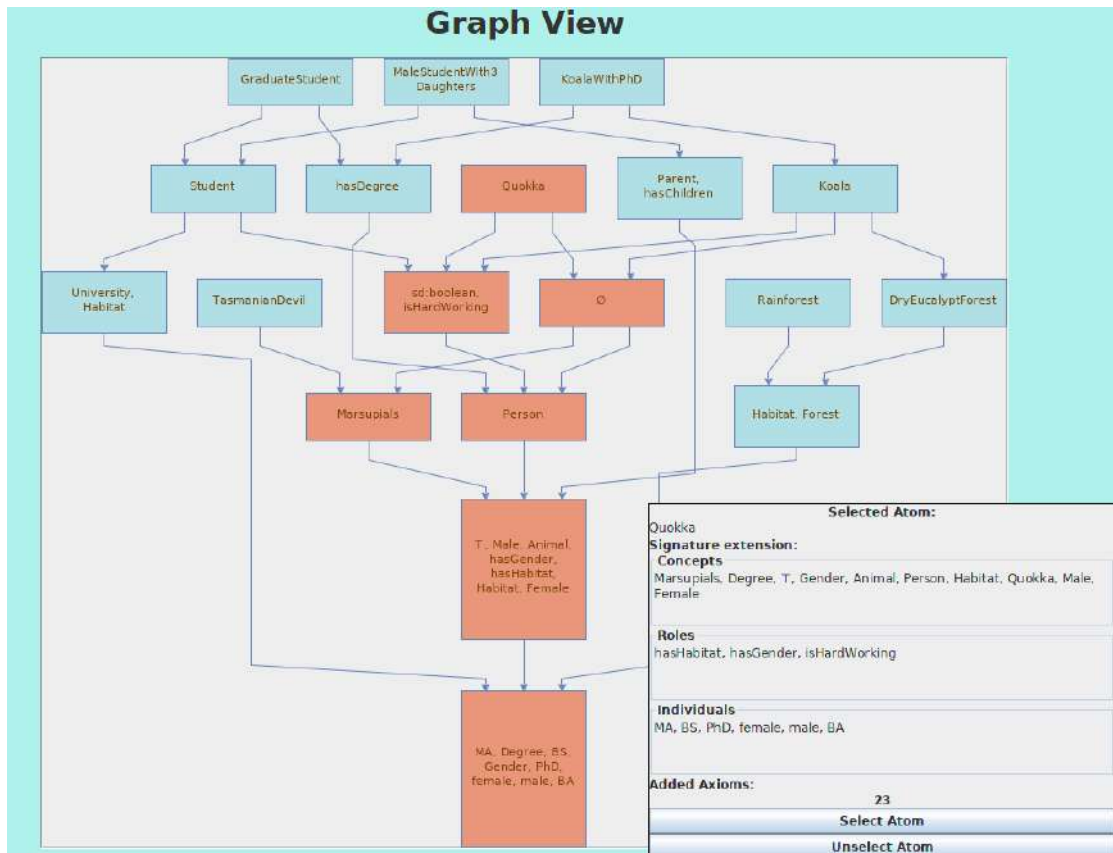 Graph View
GraduateStudent
MaleStudentWith3
Daughters
KoalaWithPhD
Student
hasDegree
Quokka
Parent,
hasChildren
Koala
University,
Habitat
TasmanianDevil
sd:boolean,
isHardWorking
Ø
Rainforest
DryEucalyptForest
Marsupials
Person
Habitat, Forest
T, Male, Animal,
hasGender,
hasHabitat,
Habitat, Female
MA, Degree, BS,
Gender, PhD,
female, male, BA
Selected Atom:
Quokka
Signature extension:
Concepts
Marsupials, Degree, T, Gender, Animal, Person, Habitat, Quokka, Male,
Female
Roles
hasHabitat, hasGender, isHardWorking
Individuals
MA, BS, PhD, female, male, BA
Added Axioms:
23
Select Atom
Unselect Atom